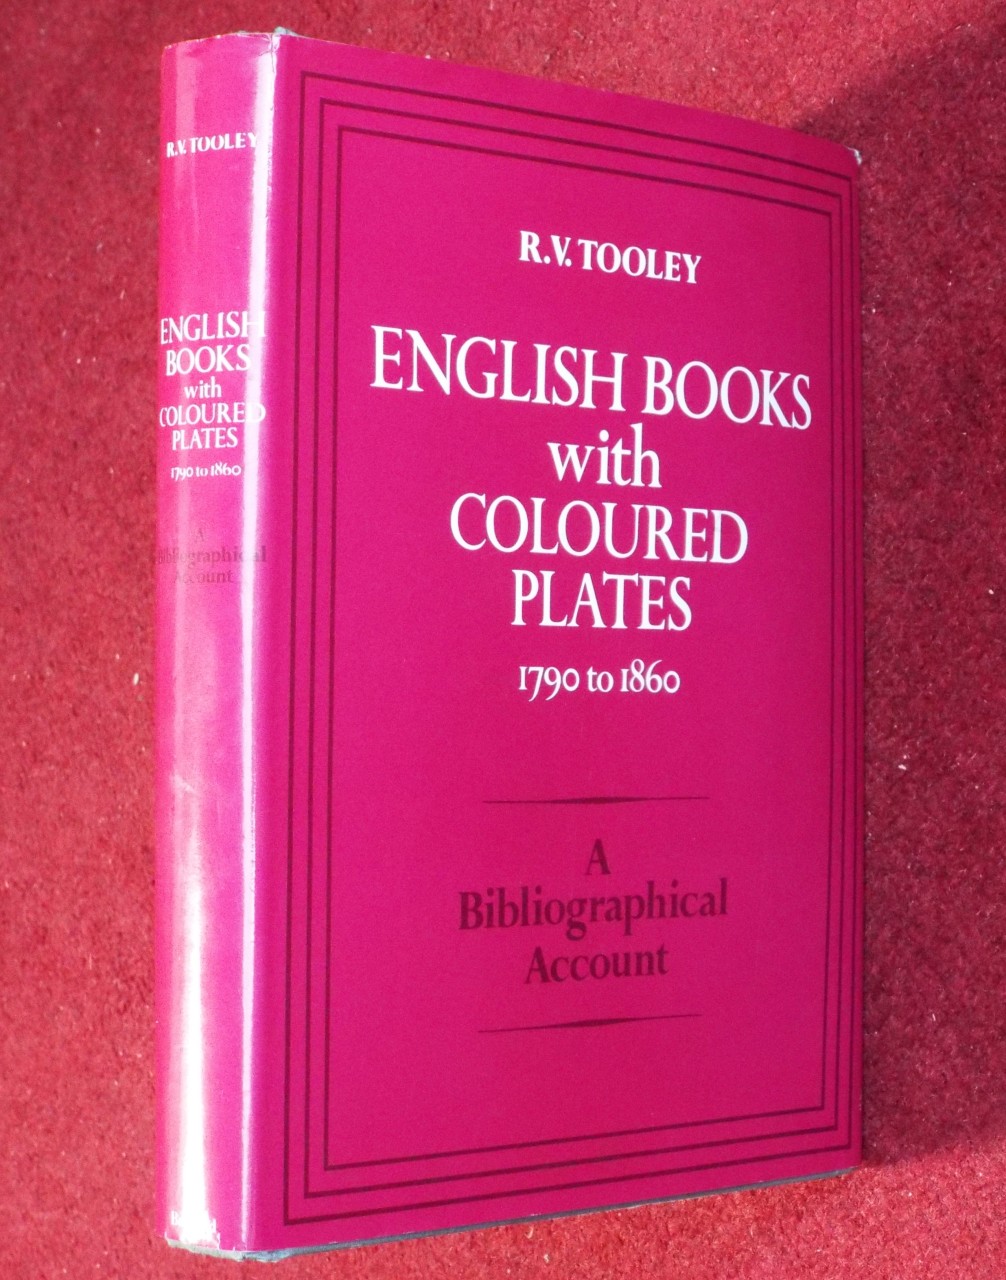 R.V. TOOLEY
ENGLISH
BOOKS
with
COLOURED
PLATES
1790 to 1860
A
Bibliographical
Account
R.V. TOOLEY
ENGLISH BOOKS
with
COLOURED
PLATES
1790 to 1860
A
Bibliographical
Account